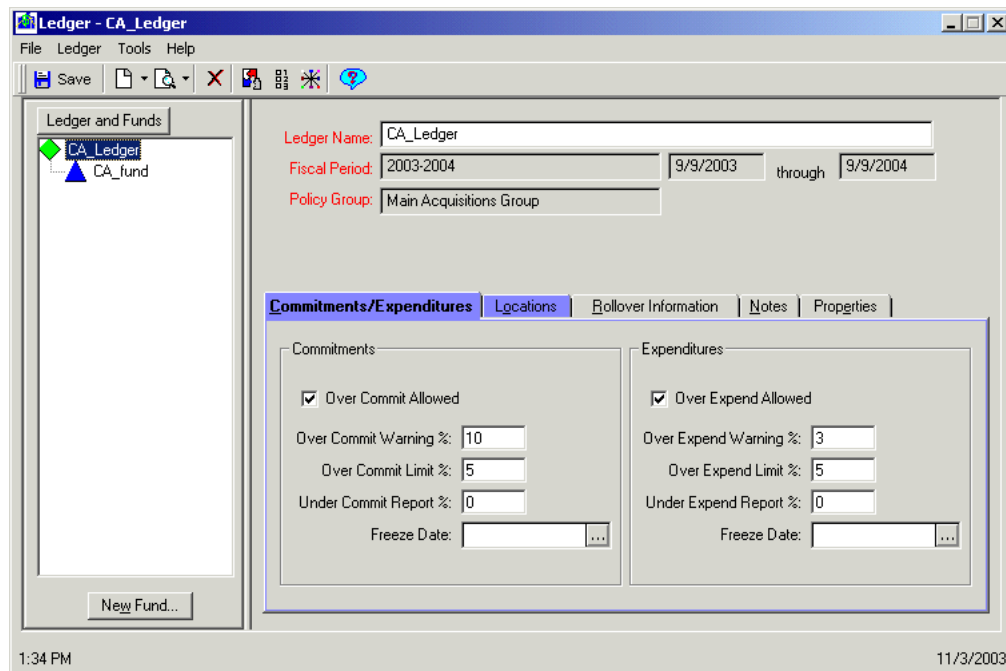 Ledger - CA_Ledger
File Ledger Tools Help
Save
Ledger and Funds
CA_Ledger
CA_fund
New Fund...
Ledger Name: CA_Ledger
Fiscal Period: 2003-2004 9/9/2003 through 9/9/2004
Policy Group: Main Acquisitions Group
Commitments/Expenditures Locations Rollover Information Notes Properties
Commitments
Over Commit Allowed
Over Commit Warning %: 10
Over Commit Limit %: 5
Under Commit Report %: 0
Freeze Date: ...
Expenditures
Over Expend Allowed
Over Expend Warning %: 3
Over Expend Limit %: 5
Under Expend Report %: 0
Freeze Date: ...
1:34 PM 11/3/2003